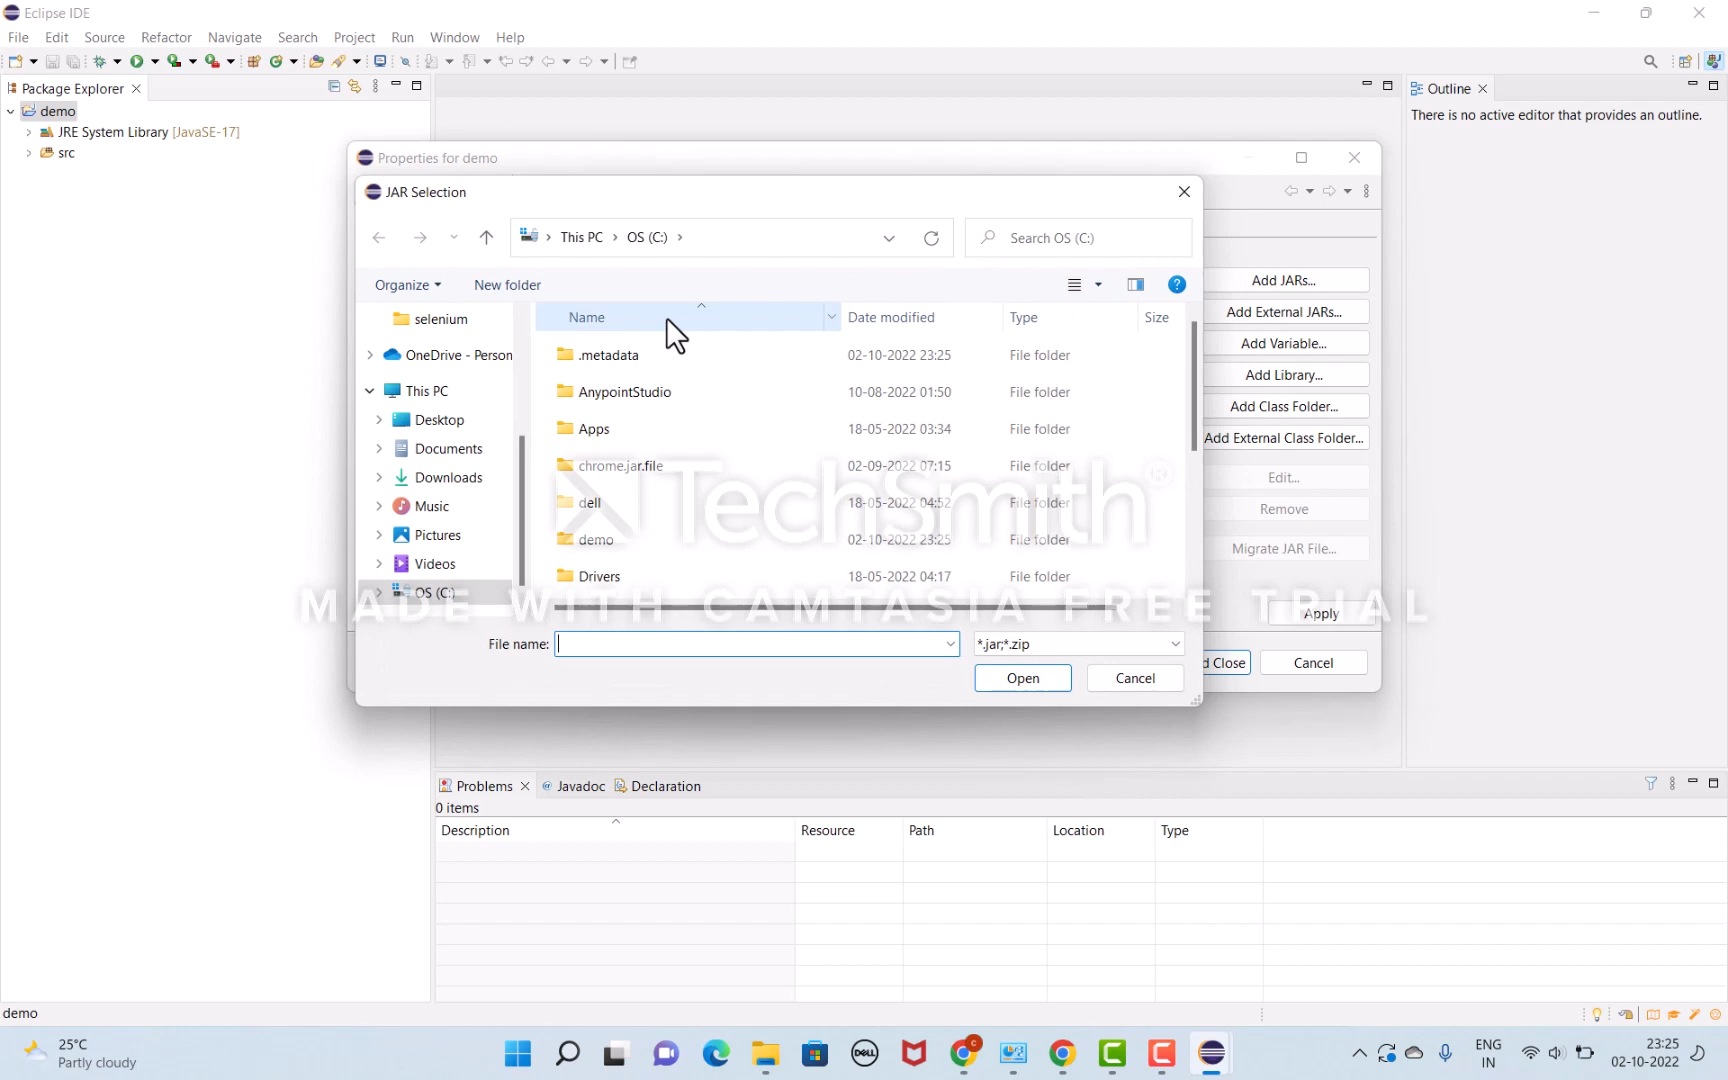 Eclipse IDE
File Edit Source Refactor Navigate Search Project Run Window Help
Package Explorer
demo
JRE System Library [JavaSE-17]
src
Outline
There is no active editor that provides an outline.
Properties for demo
JAR Selection
This PC OS (C:)
Search OS (C:)
Organize New folder
Name Date modified Type Size
selenium
OneDrive - Person
This PC
Desktop
Documents
Downloads
Music
Pictures
Videos
OS (C:)
.metadata 02-10-2022 23:25 File folder
AnypointStudio 10-08-2022 01:50 File folder
Apps 18-05-2022 03:34 File folder
chrome.jar.file 02-09-2022 07:15 File folder
dell 18-05-2022 04:52 File folder
demo 02-10-2022 23:25 File folder
Drivers 18-05-2022 04:17 File folder
File name:
*.jar;*.zip
Open Cancel
Add JARs...
Add External JARs...
Add Variable...
Add Library...
Add Class Folder...
Add External Class Folder...
Edit...
Remove
Migrate JAR File...
Apply
d Close Cancel
TechSmith®
MADE WITH CAMTASIA FREE TRIAL
Problems @ Javadoc Declaration
0 items
Description Resource Path Location Type
demo
25°C
Partly cloudy
DELL
C
ENG
IN
23:25
02-10-2022